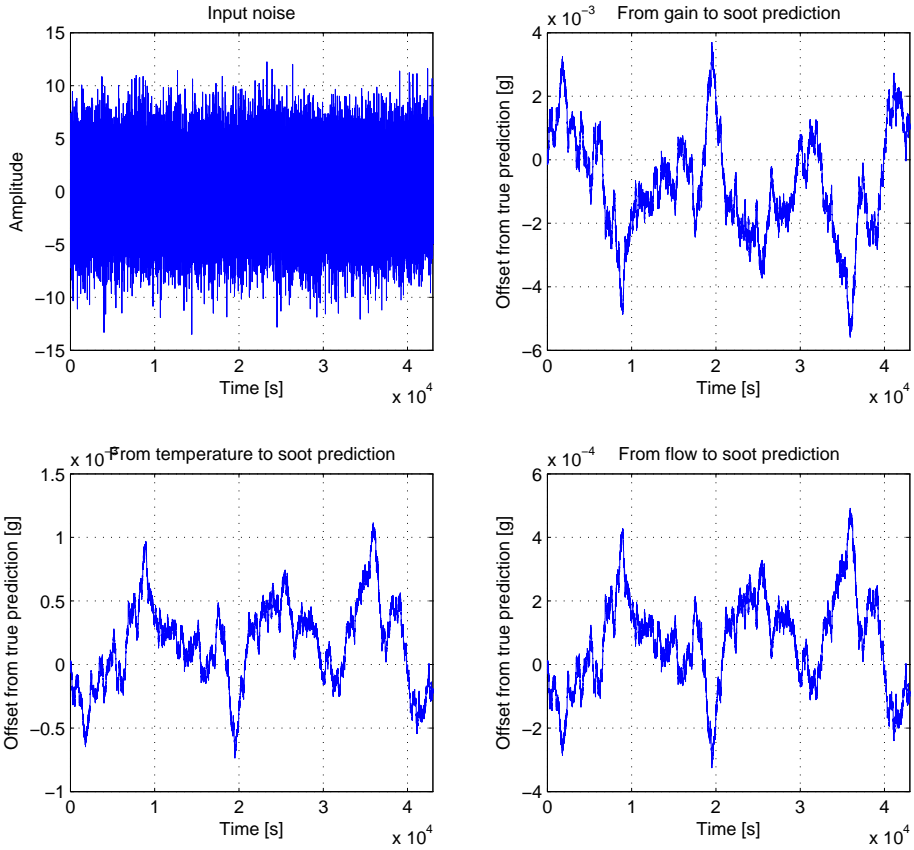 Input noise
15
10
5
0
−5
−10
−15
Amplitude
0 1 2 3 4
x 10^4
Time [s]
From gain to soot prediction
x 10^−3
4
2
0
−2
−4
−6
Offset from true prediction [g]
0 1 2 3 4
x 10^4
Time [s]
From temperature to soot prediction
x 10
1.5
1
0.5
0
−0.5
−1
Offset from true prediction [g]
0 1 2 3 4
x 10^4
Time [s]
From flow to soot prediction
x 10^−4
6
4
2
0
−2
−4
Offset from true prediction [g]
0 1 2 3 4
x 10^4
Time [s]